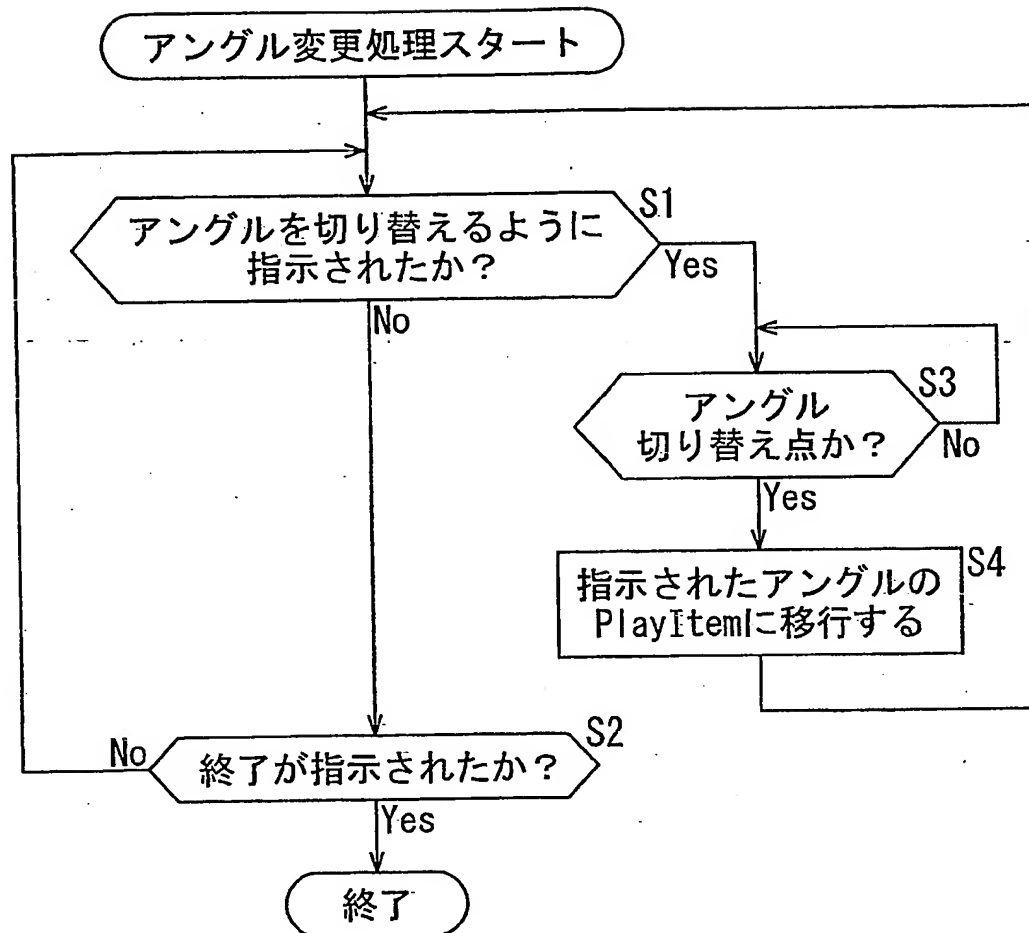 アングル変更処理スタート
アングルを切り替えるように
指示されたか？
S1
Yes
No
アングル
切り替え点か？
S3
No
Yes
指示されたアングルの
PlayItemに移行する
S4
終了が指示されたか？
S2
No
Yes
終了